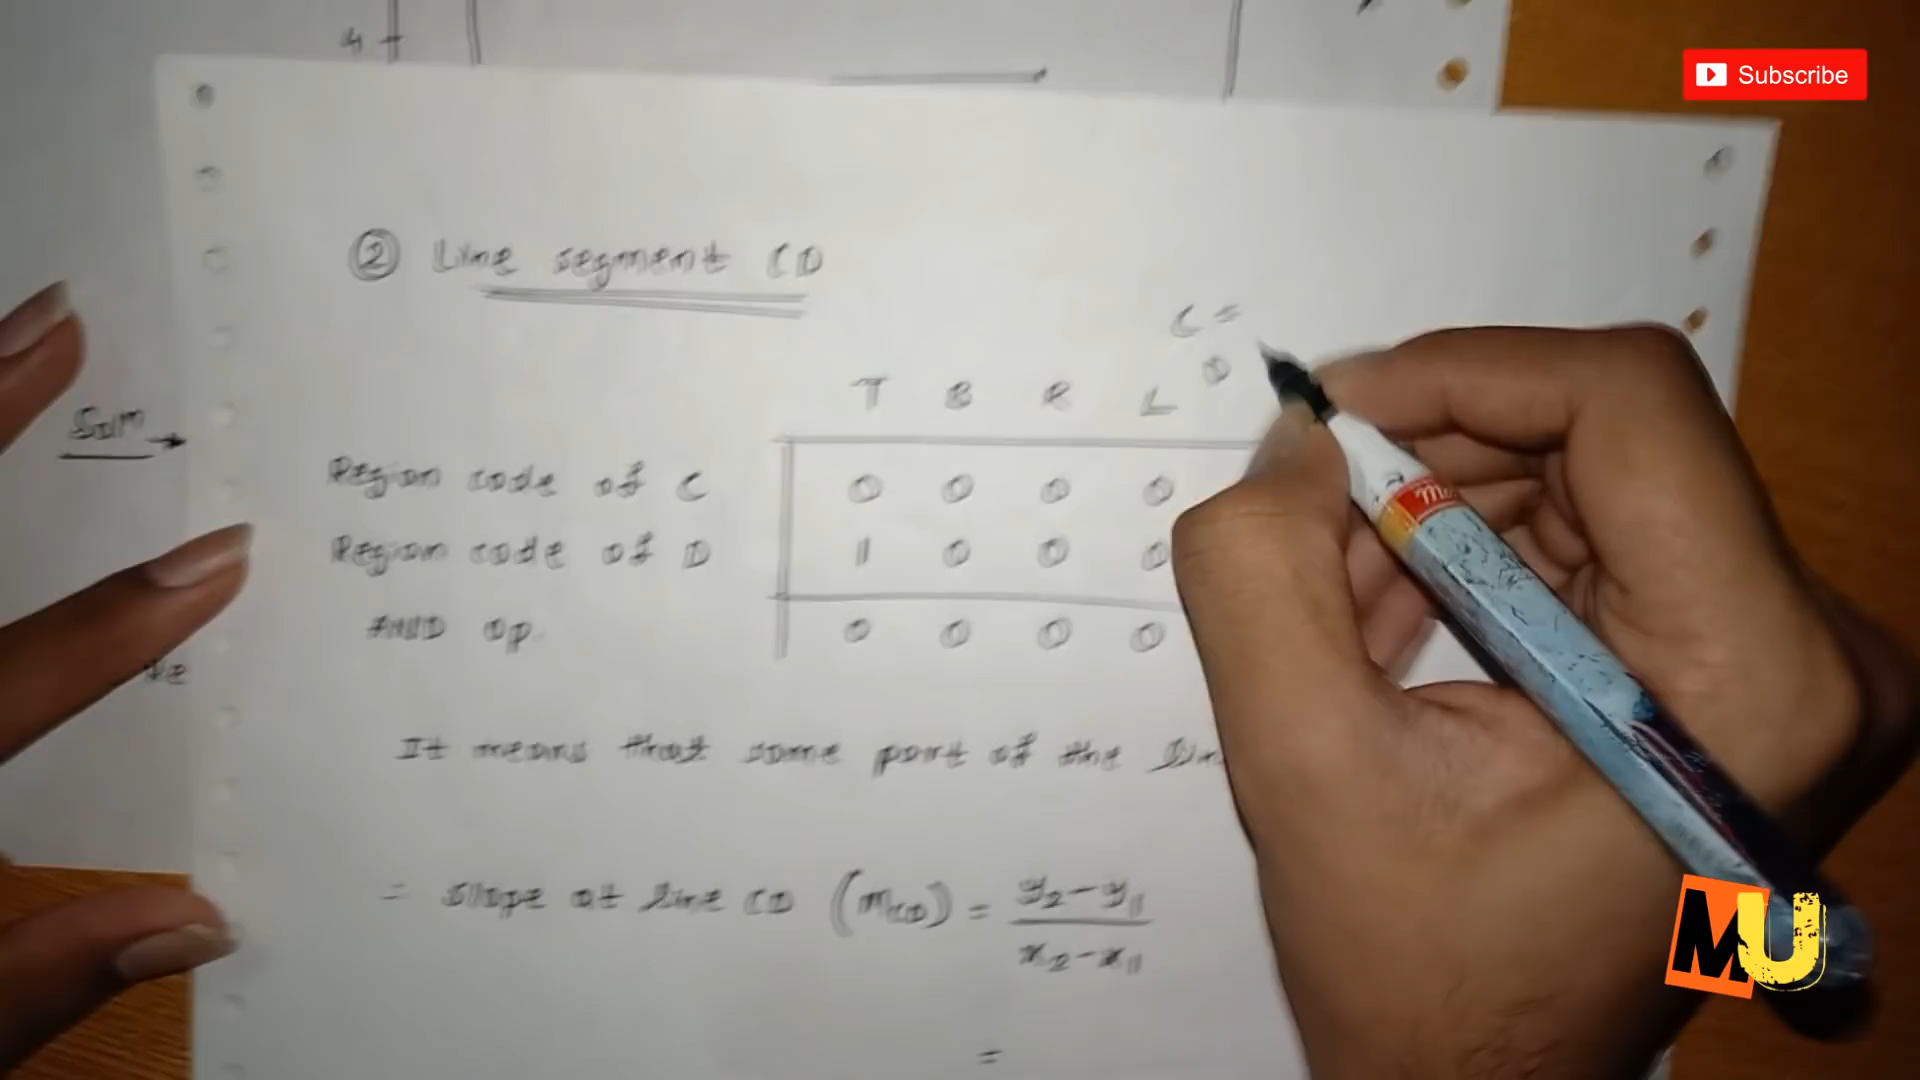 4
Subscribe
② Line segment CD
C =
D
T B R L
Soln
Region code of C 0 0 0 0
Region code of D 1 0 0 0
AND op. 0 0 0 0
It means that some part of the
= slope of line CD (mCD) = y2-y1
x2-x1
=
MU